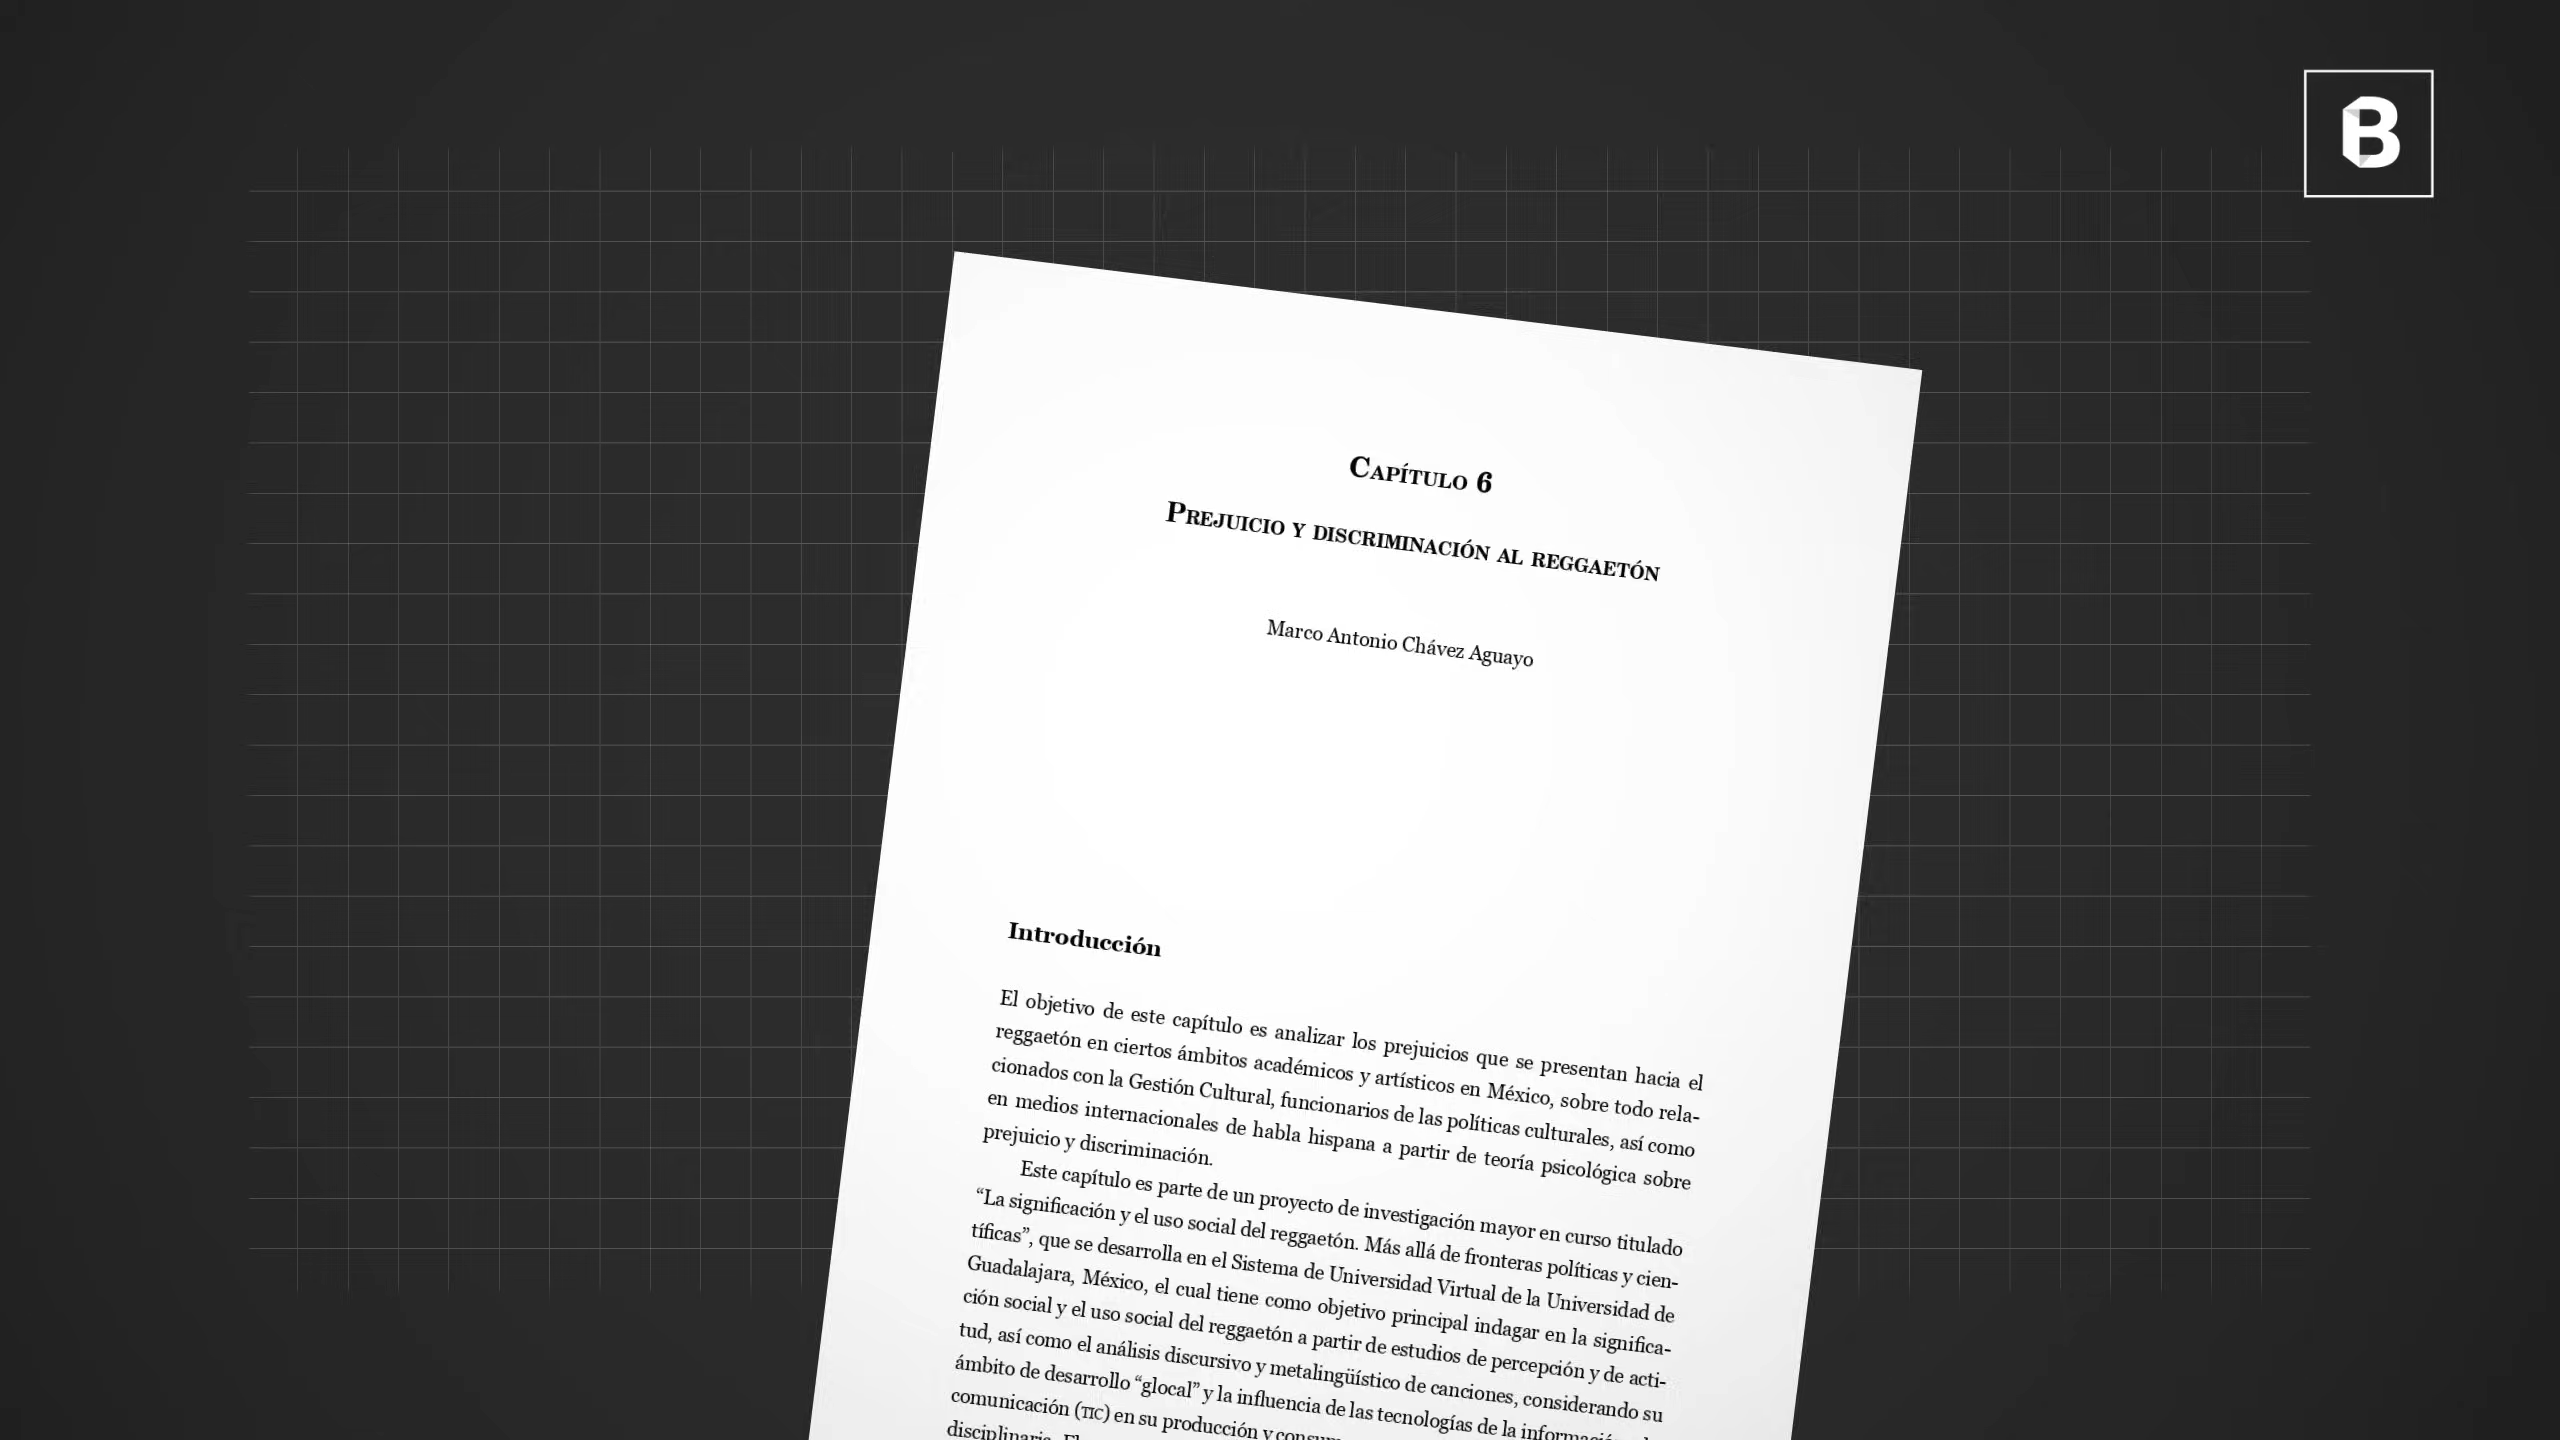 B
Capítulo 6
Prejuicio y discriminación al reggaetón
Marco Antonio Chávez Aguayo
Introducción
El objetivo de este capítulo es analizar los prejuicios que se presentan hacia el
reggaetón en ciertos ámbitos académicos y artísticos en México, sobre todo rela-
cionados con la Gestión Cultural, funcionarios de las políticas culturales, así como
en medios internacionales de habla hispana a partir de teoría psicológica sobre
prejuicio y discriminación.
Este capítulo es parte de un proyecto de investigación mayor en curso titulado
“La significación y el uso social del reggaetón. Más allá de fronteras políticas y cien-
tíficas”, que se desarrolla en el Sistema de Universidad Virtual de la Universidad de
Guadalajara, México, el cual tiene como objetivo principal indagar en la significa-
ción social y el uso social del reggaetón a partir de estudios de percepción y de acti-
tud, así como el análisis discursivo y metalingüístico de canciones, considerando su
ámbito de desarrollo “glocal” y la influencia de las tecnologías de la información
comunicación (TIC) en su producción y